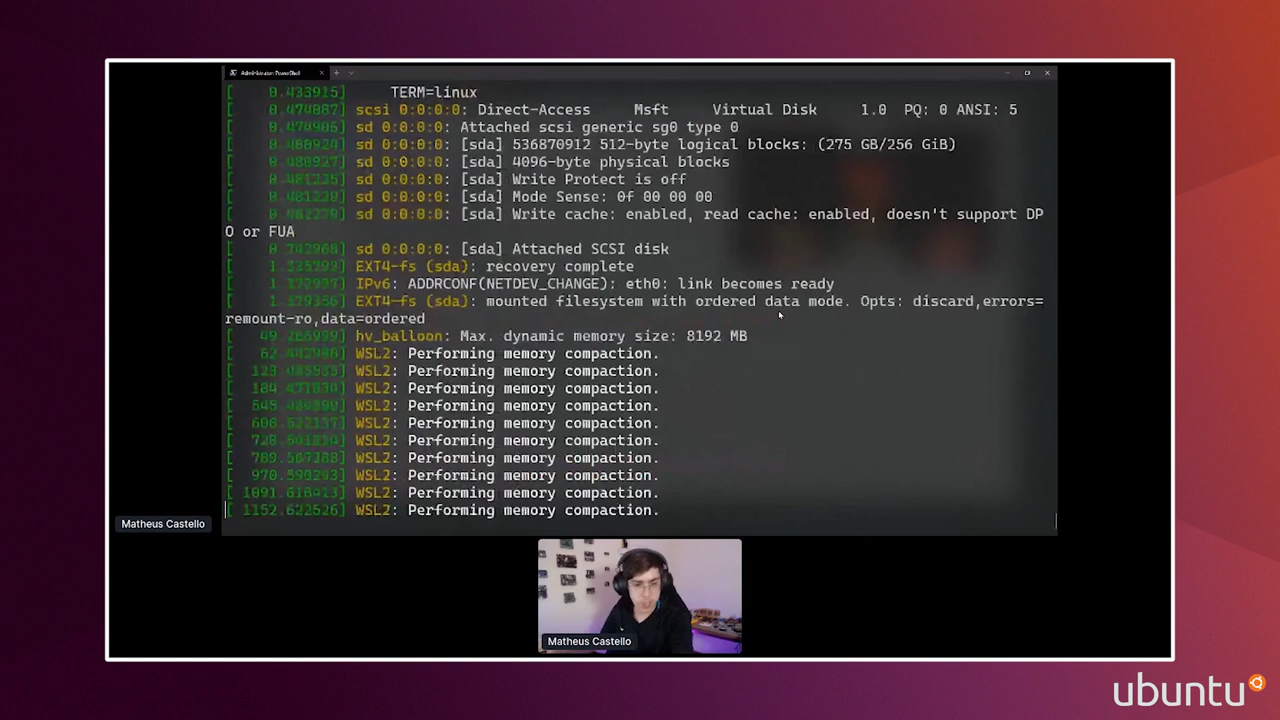 Administrator: PowerShell
[ 0.433915] TERM=linux
[ 0.474087] scsi 0:0:0:0: Direct-Access Msft Virtual Disk 1.0 PQ: 0 ANSI: 5
sd 0:0:0:0: Attached scsi generic sg0 type 0
sd 0:0:0:0: [sda] 536870912 512-byte logical blocks: (275 GB/256 GiB)
sd 0:0:0:0: [sda] 4096-byte physical blocks
sd 0:0:0:0: [sda] Write Protect is off
sd 0:0:0:0: [sda] Mode Sense: 0f 00 00 00
sd 0:0:0:0: [sda] Write cache: enabled, read cache: enabled, doesn't support DP
O or FUA
sd 0:0:0:0: [sda] Attached SCSI disk
EXT4-fs (sda): recovery complete
IPv6: ADDRCONF(NETDEV_CHANGE): eth0: link becomes ready
EXT4-fs (sda): mounted filesystem with ordered data mode. Opts: discard,errors=
remount-ro,data=ordered
hv_balloon: Max. dynamic memory size: 8192 MB
WSL2: Performing memory compaction.
WSL2: Performing memory compaction.
WSL2: Performing memory compaction.
WSL2: Performing memory compaction.
WSL2: Performing memory compaction.
WSL2: Performing memory compaction.
WSL2: Performing memory compaction.
WSL2: Performing memory compaction.
WSL2: Performing memory compaction.
[ 1152.622526] WSL2: Performing memory compaction.
Matheus Castello
Matheus Castello
ubuntu